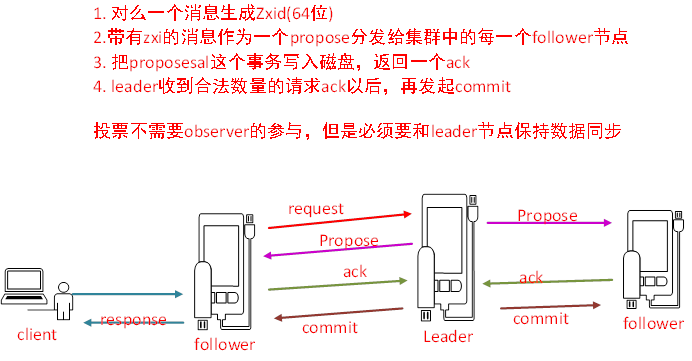 1. 对么一个消息生成Zxid(64位)
2.带有zxi的消息作为一个propose分发给集群中的每一个follower节点
3. 把proposesal这个事务写入磁盘，返回一个ack
4. leader收到合法数量的请求ack以后，再发起commit
投票不需要observer的参与，但是必须要和leader节点保持数据同步
request
Propose
Propose
ack
ack
response
commit
commit
client
follower
Leader
follower